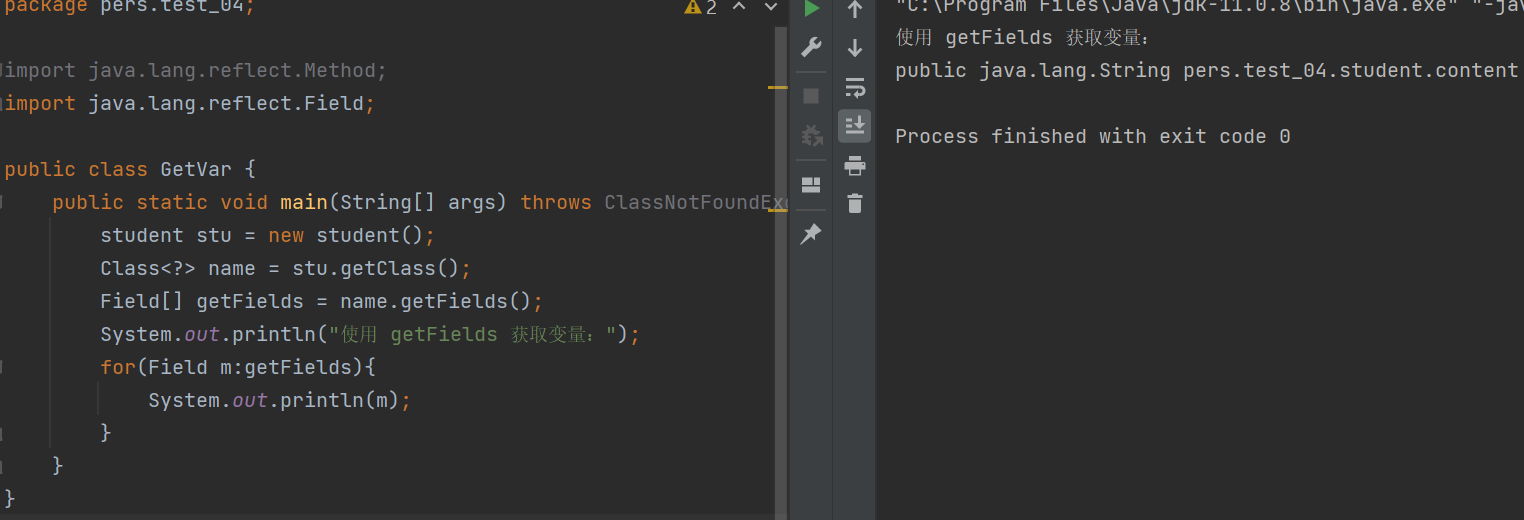 package pers.test_04;
2
import java.lang.reflect.Method;
import java.lang.reflect.Field;
public class GetVar {
public static void main(String[] args) throws ClassNotFoundExc
student stu = new student();
Class<?> name = stu.getClass();
Field[] getFields = name.getFields();
System.out.println("使用 getFields 获取变量：");
for(Field m:getFields){
System.out.println(m);
}
}
}
"C:\Program Files\Java\jdk-11.0.8\bin\java.exe" "-jav
使用 getFields 获取变量：
public java.lang.String pers.test_04.student.content
Process finished with exit code 0